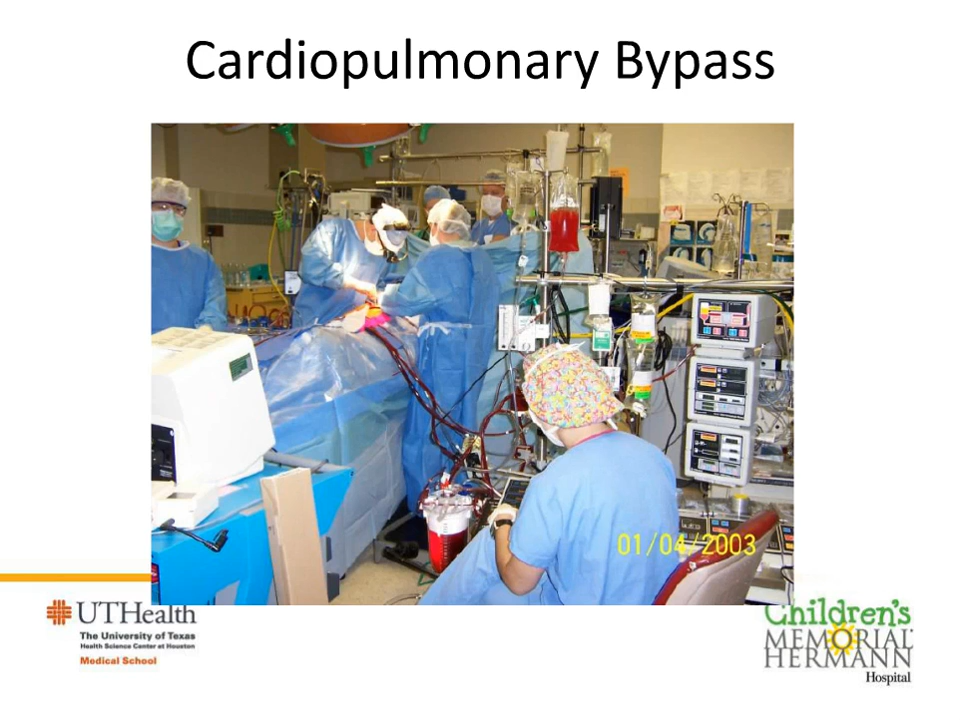 Cardiopulmonary Bypass
01/04/2003
UTHealth
The University of Texas
Health Science Center at Houston
Medical School
Children's
MEMORIAL
HERMANN
Hospital